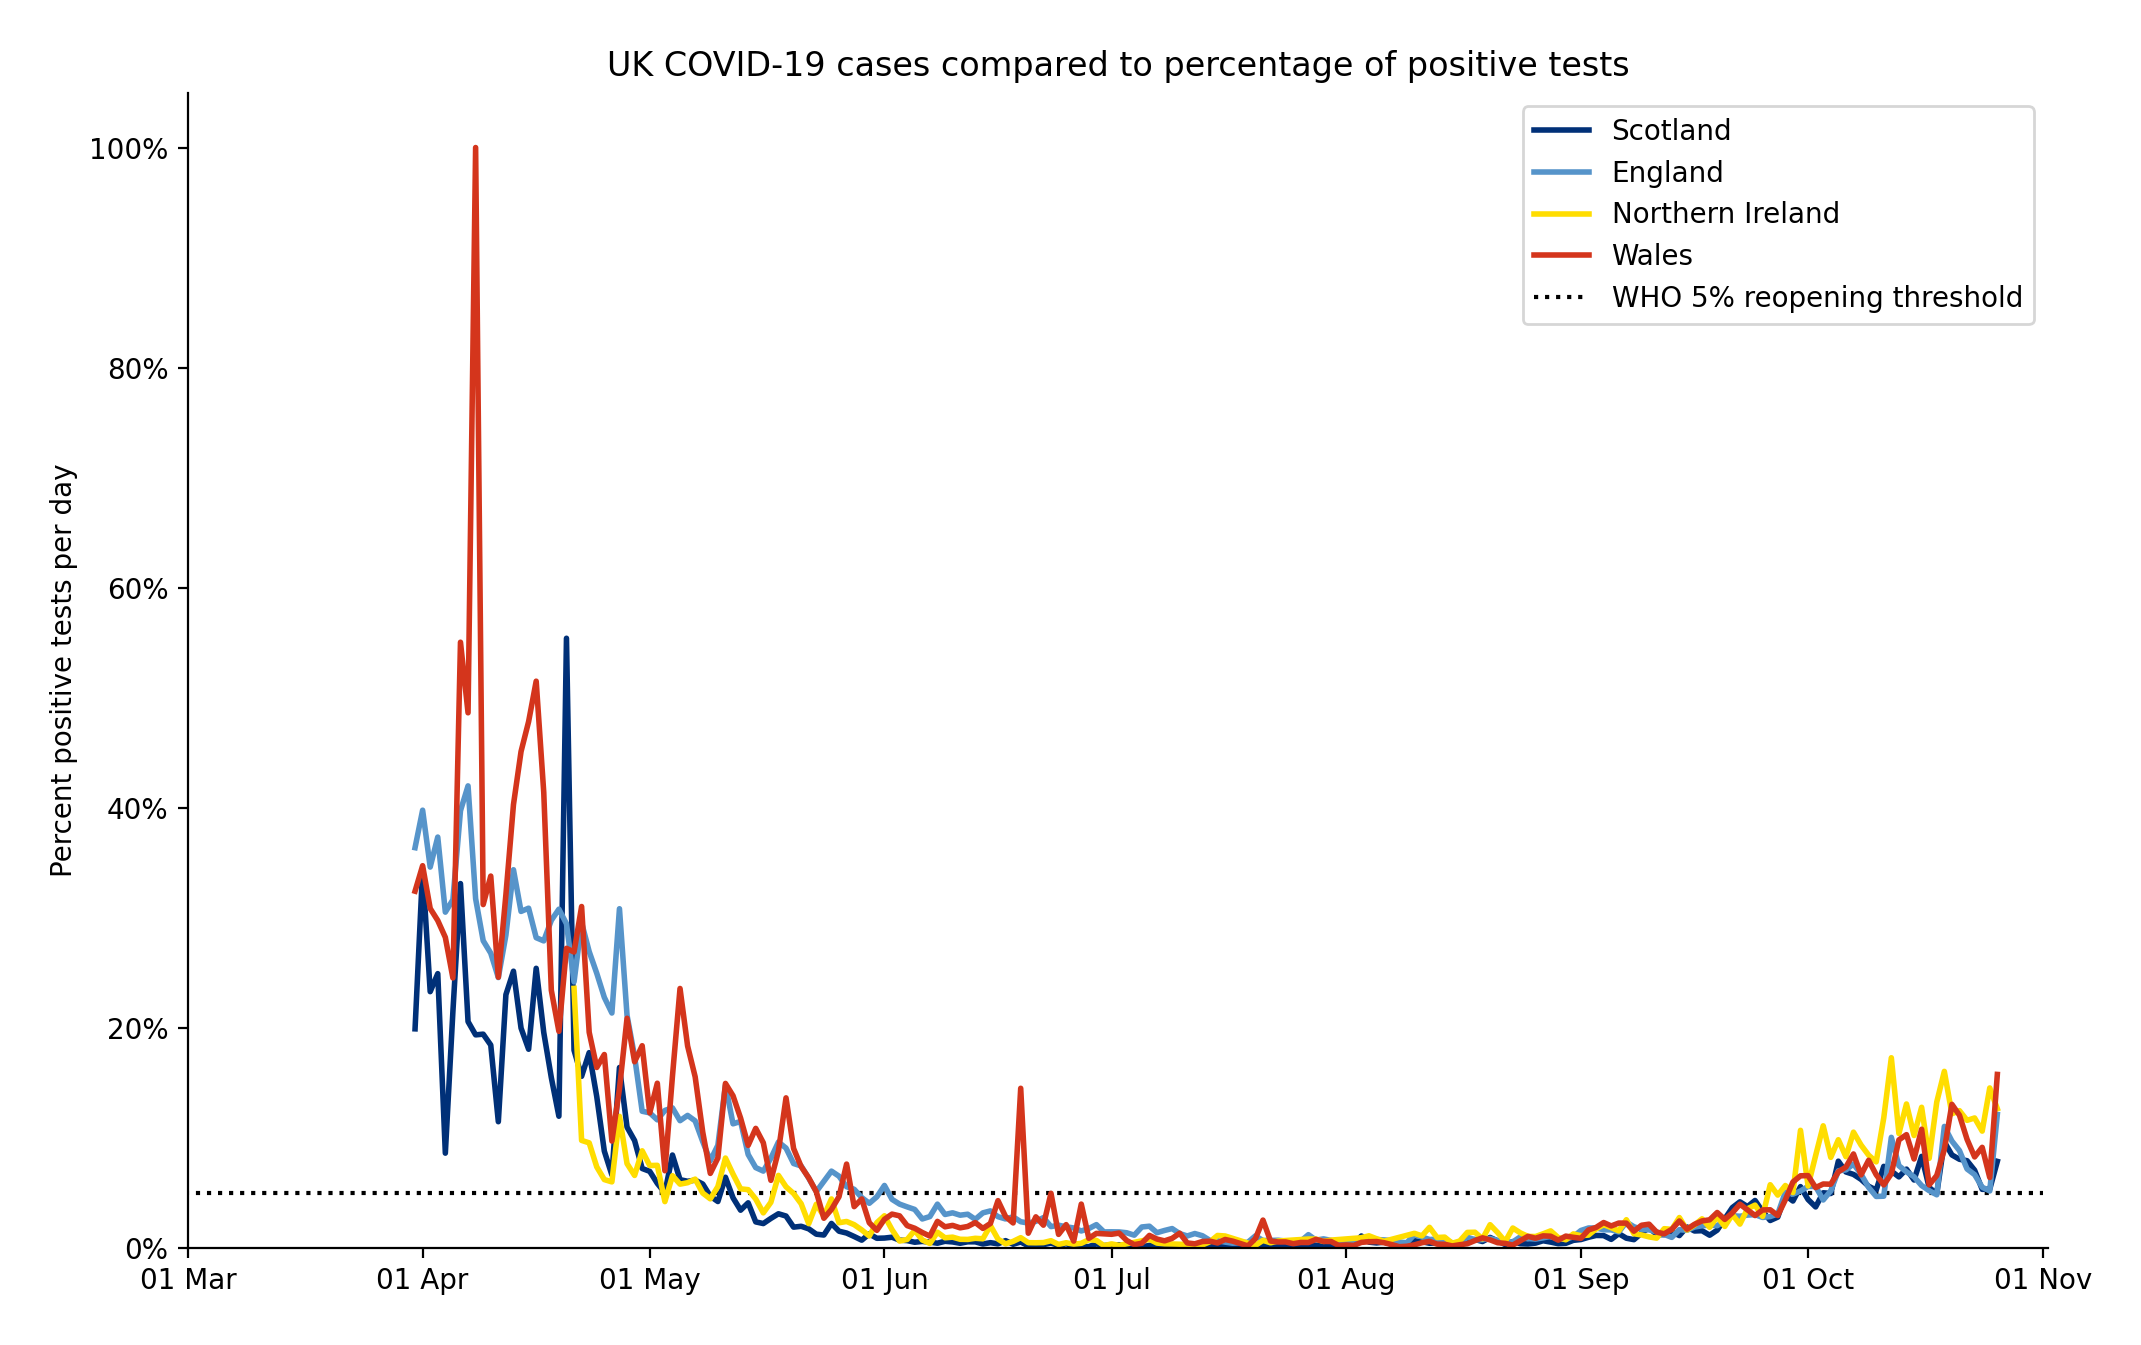 UK COVID-19 cases compared to percentage of positive tests
Scotland
England
Northern Ireland
Wales
WHO 5% reopening threshold
Percent positive tests per day
100%
80%
60%
40%
20%
0%
01 Mar 01 Apr 01 May 01 Jun 01 Jul 01 Aug 01 Sep 01 Oct 01 Nov